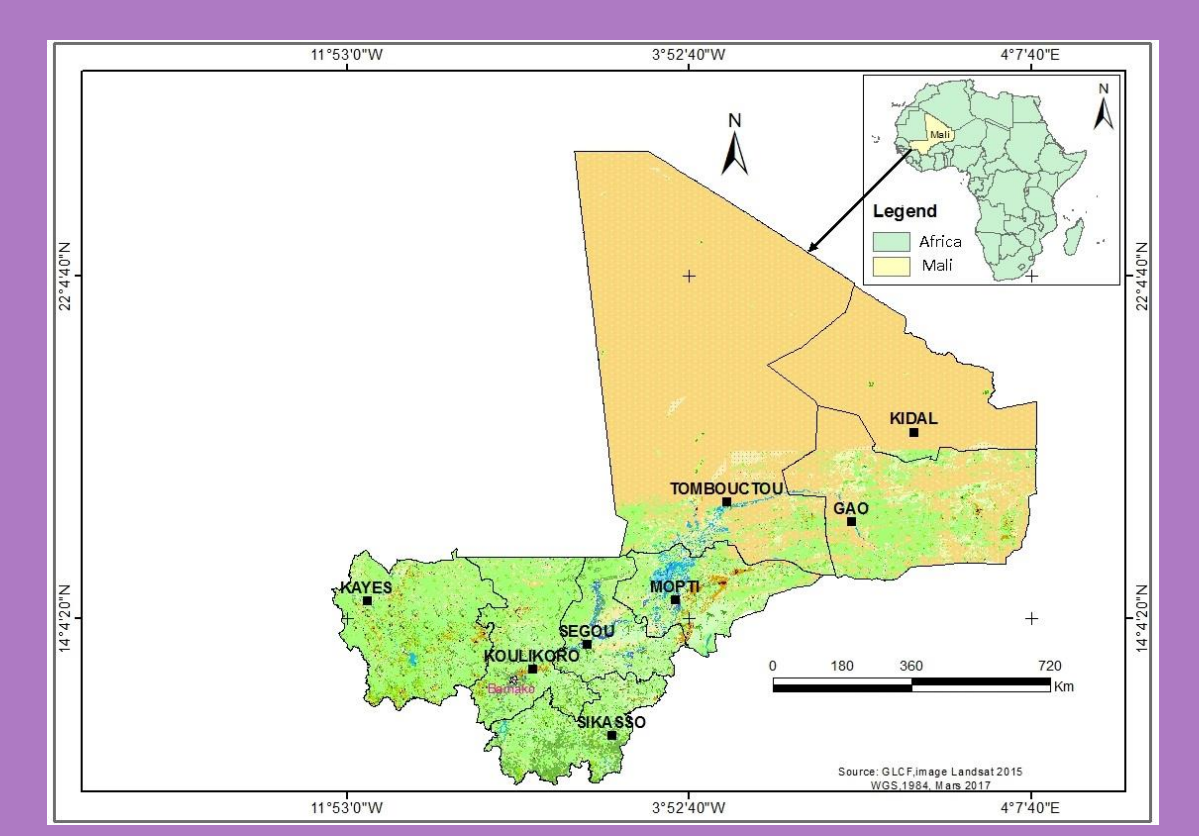 11°53'0"W 3°52'40"W 4°7'40"E
N
N
Mali
Legend
Africa
Mali
22°4'40"N
22°4'40"N
KIDAL
TOMBOUCTOU
GAO
KAYES
MOPTI
14°4'20"N
14°4'20"N
SEGOU
KOULIKORO
Bamako
0 180 360 720
Km
SIKASSO
Source: GLCF,image Landsat 2015
WGS,1984, Mars 2017
11°53'0"W 3°52'40"W 4°7'40"E